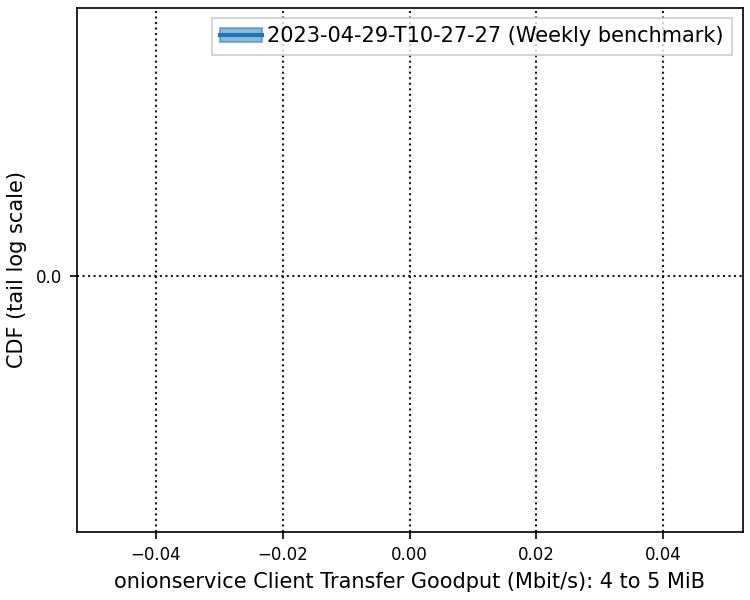 2023-04-29-T10-27-27 (Weekly benchmark)
CDF (tail log scale)
0.0
−0.04 −0.02 0.00 0.02 0.04
onionservice Client Transfer Goodput (Mbit/s): 4 to 5 MiB